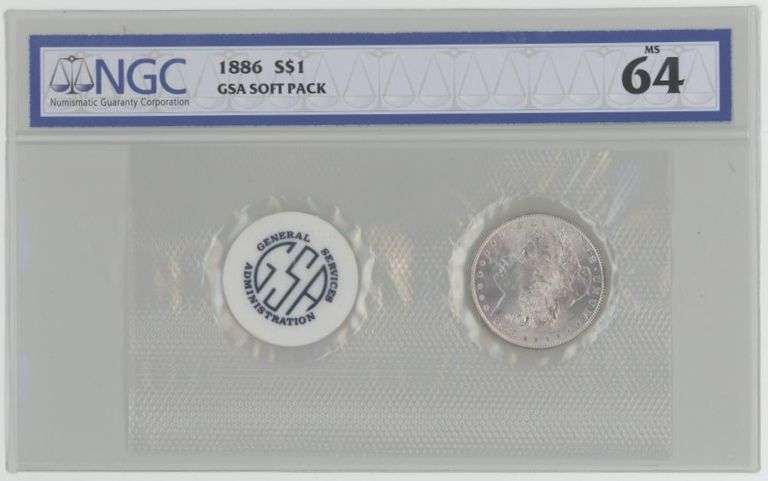 NGC
Numismatic Guaranty Corporation
1886 S$1
GSA SOFT PACK
MS
64
GENERAL SERVICES ADMINISTRATION
GSA